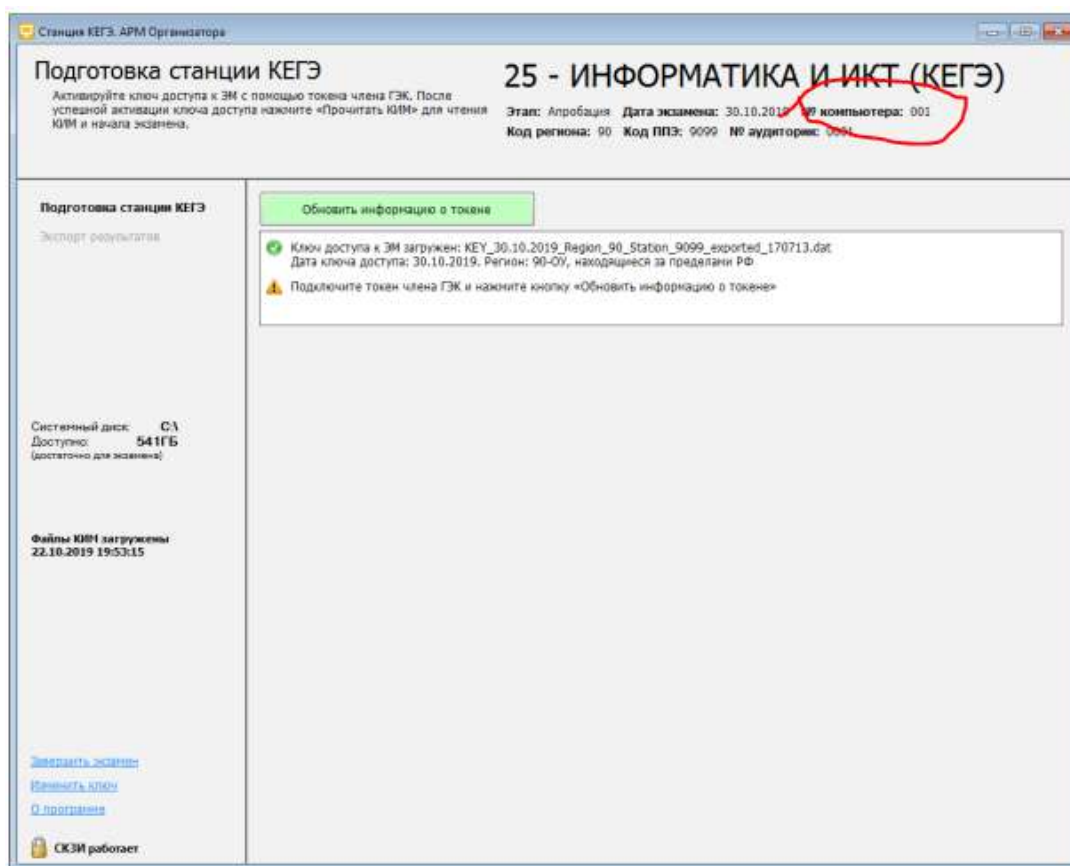 Станция КЕГЭ. АРМ Организатора
Подготовка станции КЕГЭ
Активируйте ключ доступа к ЭМ с помощью токена члена ГЭК. После
успешной активации ключа доступа нажмите «Прочитать КИМ» для чтения
КИМ и начала экзамена.
25 - ИНФОРМАТИКА И ИКТ (КЕГЭ)
Этап: Апробация Дата экзамена: 30.10.2019 № компьютера: 001
Код региона: 90 Код ППЭ: 9099 № аудитории: 0001
Подготовка станции КЕГЭ
Экспорт результатов
Обновить информацию о токене
Ключ доступа к ЭМ загружен: KEY_30.10.2019_Region_90_Station_9099_exported_170713.dat
Дата ключа доступа: 30.10.2019. Регион: 90-ОУ, находящиеся за пределами РФ
Подключите токен члена ГЭК и нажмите кнопку «Обновить информацию о токене»
Системный диск: C:\
Доступно: 541ГБ
(достаточно для экзамена)
Файлы КИМ загружены
22.10.2019 19:53:15
Завершить экзамен
Изменить ключ
О программе
СКЗИ работает